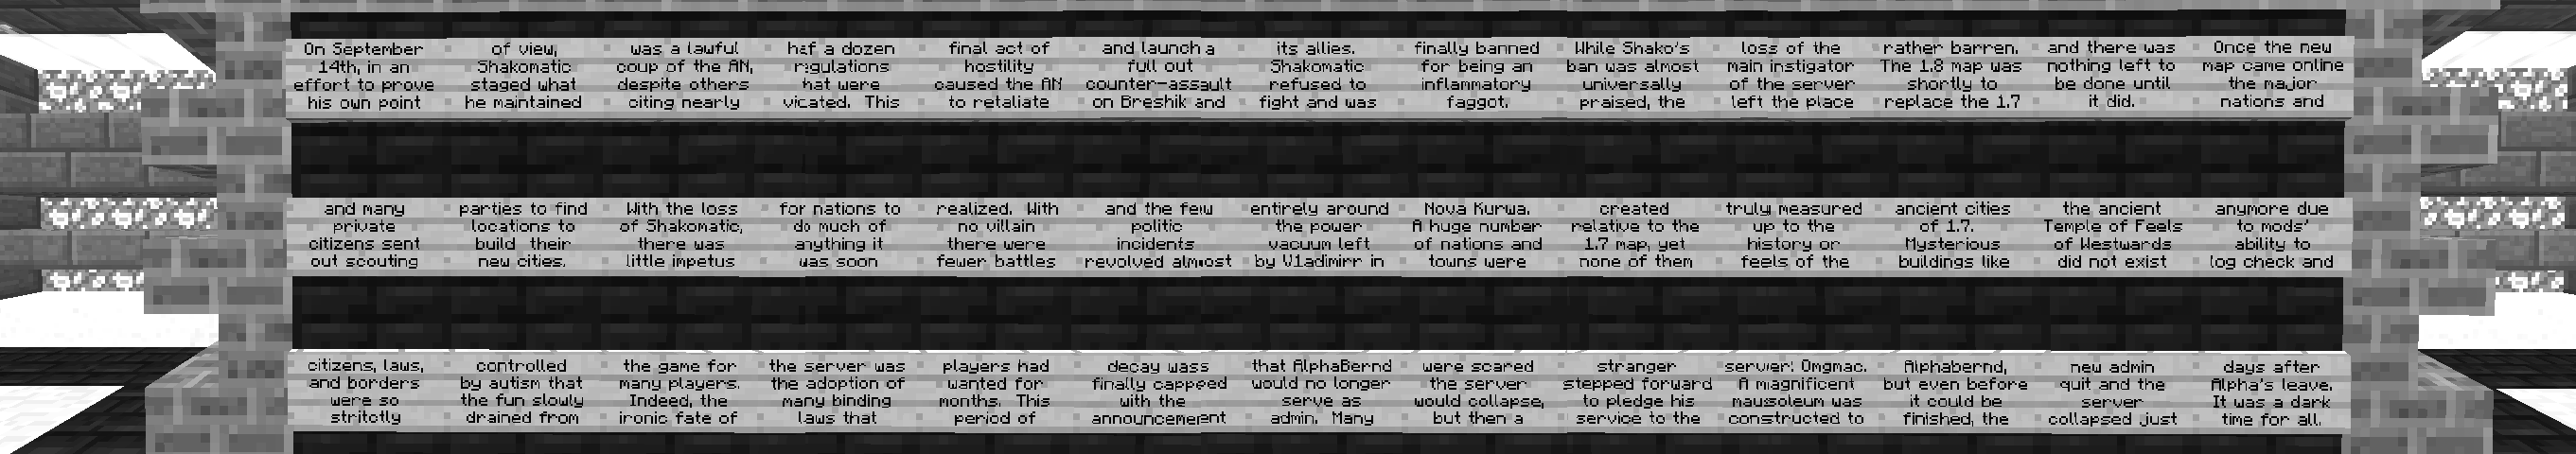 On September
14th, in an
effort to prove
his own point
of view,
Shakomatic
staged what
he maintained
was a lawful
coup of the AN,
despite others
citing nearly
haf a dozen
regulations
hat were
vicated. This
final act of
hostility
caused the AN
to retaliate
and launch a
full out
counter-assault
on Breshik and
its allies.
Shakomatic
refused to
fight and was
finally banned
for being an
inflammatory
faggot.
While Shako's
ban was almost
universally
praised, the
loss of the
main instigator
of the server
left the place
rather barren.
The 1.8 map was
shortly to
replace the 1.7
and there was
nothing left to
be done until
it did.
Once the new
map came online
the major
nations and
and many
private
citizens sent
out scouting
parties to find
locations to
build their
new cities.
With the loss
of Shakomatic,
there was
little impetus
for nations to
do much of
anything it
was soon
realized. With
no villain
there were
fewer battles
and the few
politic
incidents
revolved almost
entirely around
the power
vacuum left
by V1adimirr in
Nova Kurwa.
A huge number
of nations and
towns were
created
relative to the
1.7 map, yet
none of them
truly measured
up to the
history or
feels of the
ancient cities
of 1.7.
Mysterious
buildings like
the ancient
Temple of Feels
of Westwards
did not exist
anymore due
to mods'
ability to
log check and
citizens, laws,
and borders
were so
stritctly
controlled
by autism that
the fun slowly
drained from
the game for
many players.
Indeed, the
ironic fate of
the server was
the adoption of
many binding
laws that
players had
wanted for
months. This
period of
decay wass
finally cappeed
with the
announcement
that AlphaBernd
would no longer
serve as
admin. Many
were scared
the server
would collapse,
but then a
stranger
stepped forward
to pledge his
service to the
server: Omgmac.
A magnificent
mausoleum was
constructed to
Alphabernd,
but even before
it could be
finished, the
new admin
quit and the
server
collapsed just
days after
Alpha's leave.
It was a dark
time for all.